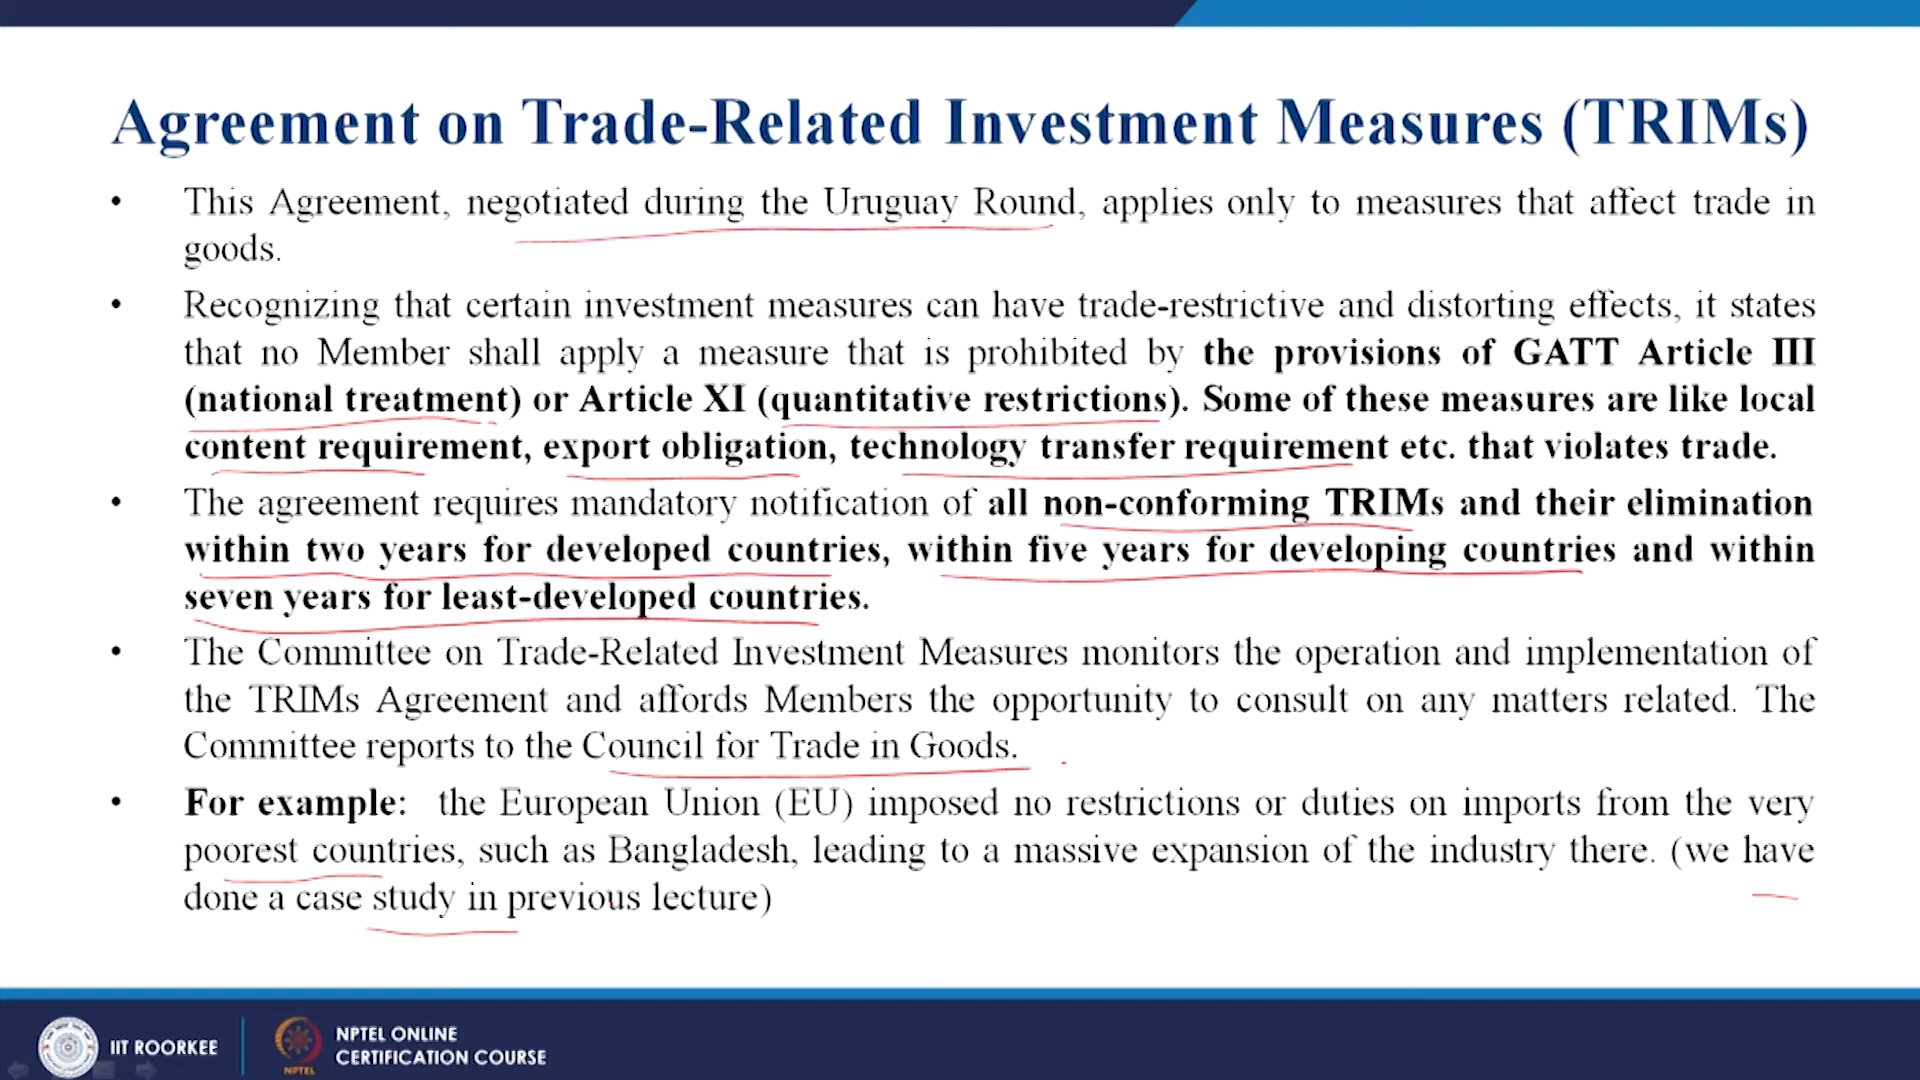 Agreement on Trade-Related Investment Measures (TRIMs)
• This Agreement, negotiated during the Uruguay Round, applies only to measures that affect trade in
goods.
• Recognizing that certain investment measures can have trade-restrictive and distorting effects, it states
that no Member shall apply a measure that is prohibited by the provisions of GATT Article III
(national treatment) or Article XI (quantitative restrictions). Some of these measures are like local
content requirement, export obligation, technology transfer requirement etc. that violates trade.
• The agreement requires mandatory notification of all non-conforming TRIMs and their elimination
within two years for developed countries, within five years for developing countries and within
seven years for least-developed countries.
• The Committee on Trade-Related Investment Measures monitors the operation and implementation of
the TRIMs Agreement and affords Members the opportunity to consult on any matters related. The
Committee reports to the Council for Trade in Goods.
• For example: the European Union (EU) imposed no restrictions or duties on imports from the very
poorest countries, such as Bangladesh, leading to a massive expansion of the industry there. (we have
done a case study in previous lecture)
IIT ROORKEE
NPTEL
NPTEL ONLINE
CERTIFICATION COURSE